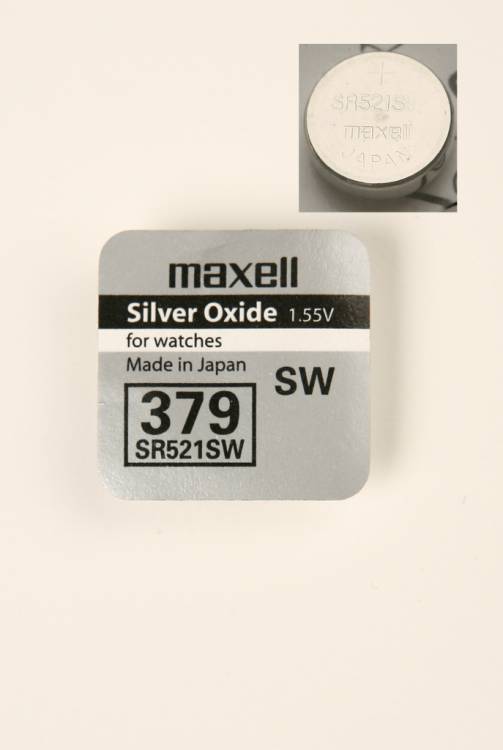 +
SR521S
maxell
JAPAN
maxell
Silver Oxide 1.55V
for watches
Made in Japan
SW
379
SR521SW